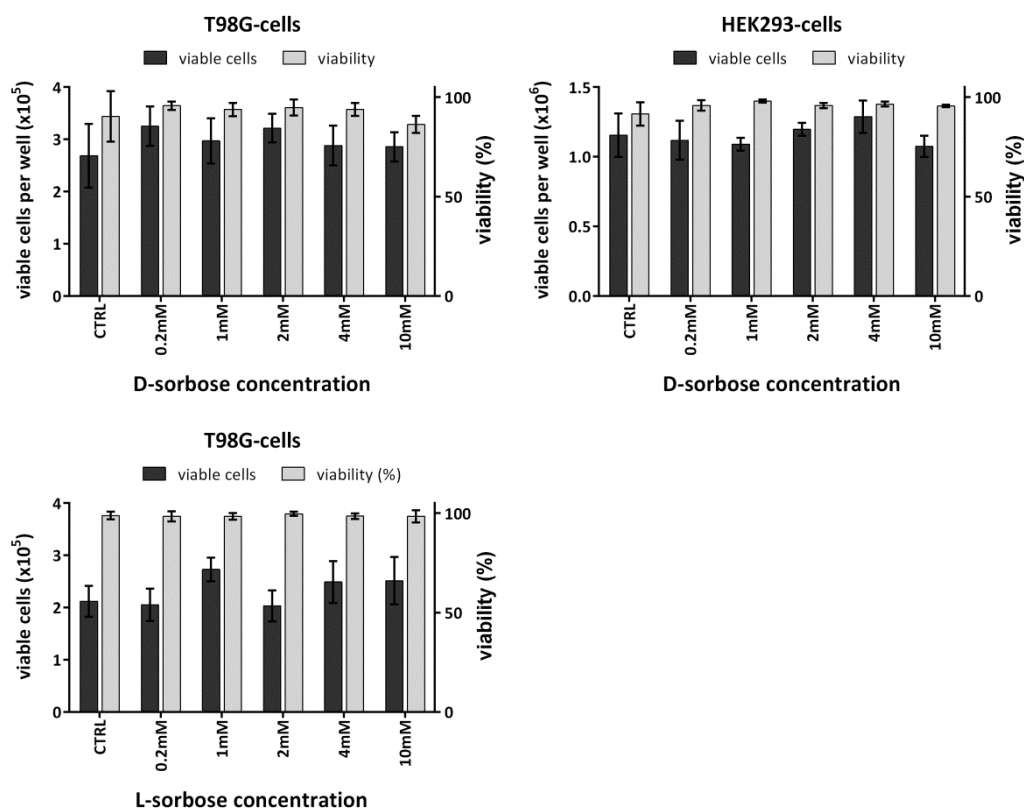 T98G-cells
viable cells viability
viable cells per well (x10⁵)
4
3
2
1
0
100
50
0
viability (%)
CTRL 0.2mM 1mM 2mM 4mM 10mM
D-sorbose concentration
HEK293-cells
viable cells viability
viable cells per well (x10⁶)
1.5
1.0
0.5
0.0
100
50
0
viability (%)
CTRL 0.2mM 1mM 2mM 4mM 10mM
D-sorbose concentration
T98G-cells
viable cells viability (%)
viable cells (x10⁵)
4
3
2
1
0
100
50
0
viability (%)
CTRL 0.2mM 1mM 2mM 4mM 10mM
L-sorbose concentration